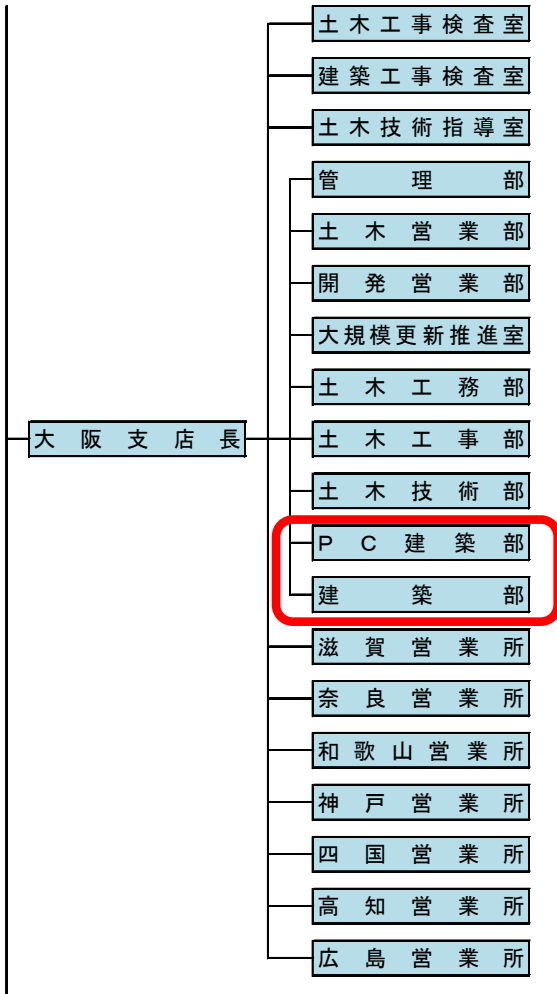 土木工事検査室
建築工事検査室
土木技術指導室
管理部
土木営業部
開発営業部
大規模更新推進室
土木工務部
大阪支店長
土木工事部
土木技術部
PC建築部
建築部
滋賀営業所
奈良営業所
和歌山営業所
神戸営業所
四国営業所
高知営業所
広島営業所